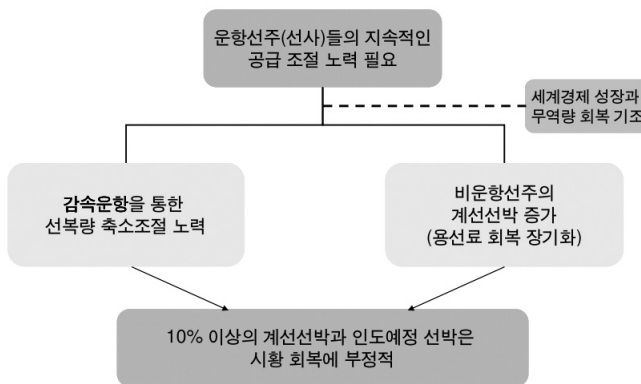 운항선주(선사)들의 지속적인
공급 조절 노력 필요
세계경제 성장과
무역량 회복 기조
감속운항을 통한
선복량 축소조절 노력
비운항선주의
계선선박 증가
(용선료 회복 장기화)
10% 이상의 계선선박과 인도예정 선박은
시황 회복에 부정적